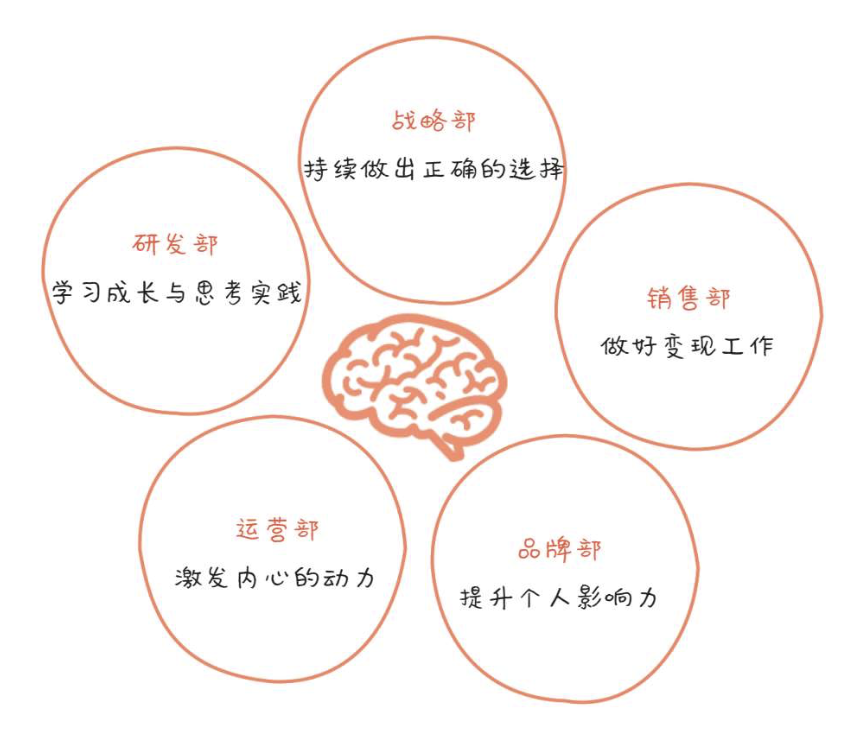 战略部
持续做出正确的选择
研发部
学习成长与思考实践
销售部
做好变现工作
运营部
激发内心的动力
品牌部
提升个人影响力